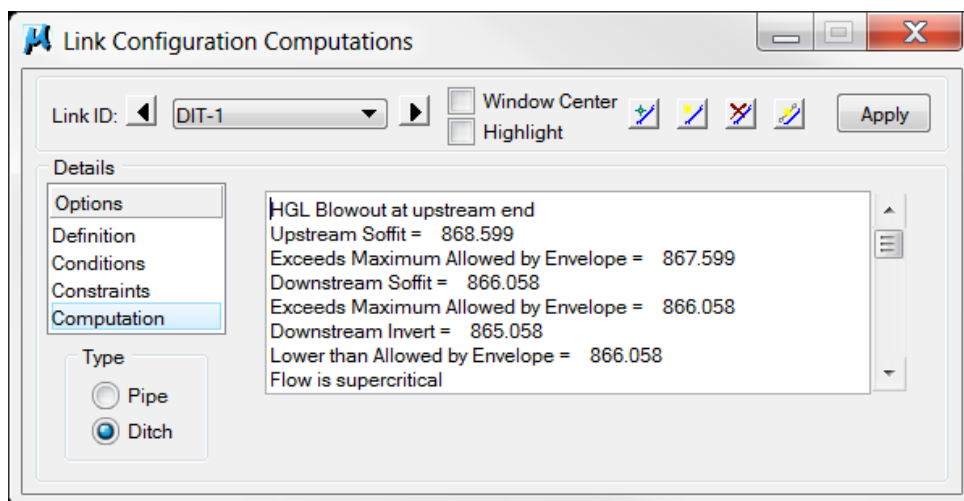 Link Configuration Computations
Link ID:
DIT-1
Window Center
Highlight
Apply
Details
Options
Definition
Conditions
Constraints
Computation
HGL Blowout at upstream end
Upstream Soffit = 868.599
Exceeds Maximum Allowed by Envelope = 867.599
Downstream Soffit = 866.058
Exceeds Maximum Allowed by Envelope = 866.058
Downstream Invert = 865.058
Lower than Allowed by Envelope = 866.058
Flow is supercritical
Type
Pipe
Ditch